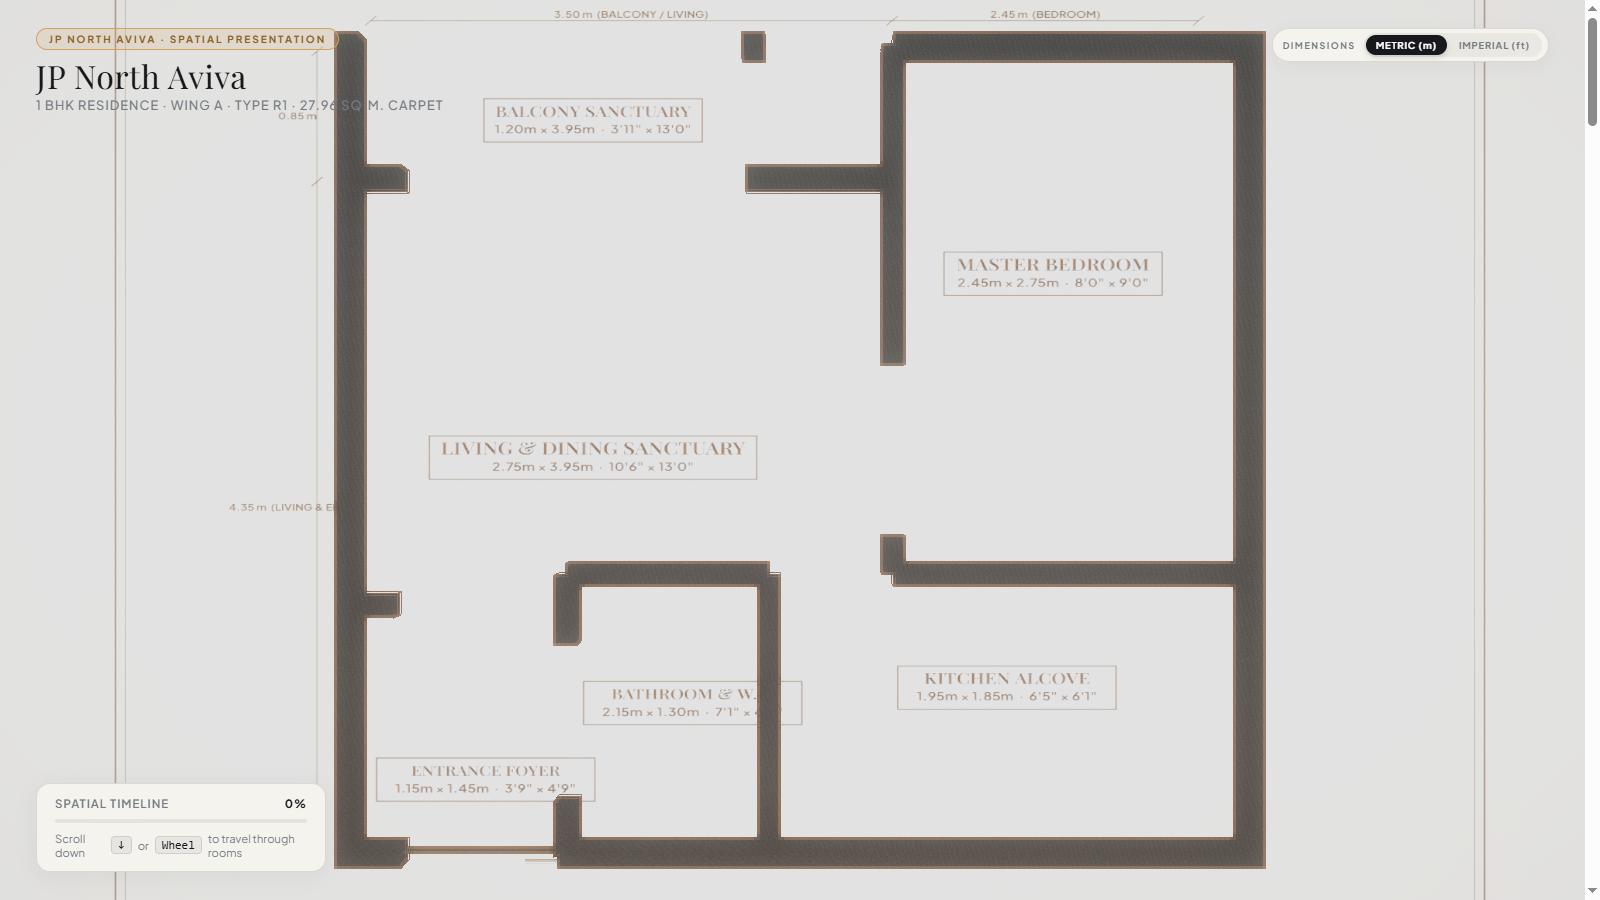 3.50 m (BALCONY / LIVING)
2.45 m (BEDROOM)
JP NORTH AVIVA · SPATIAL PRESENTATION
DIMENSIONS
METRIC (m)
IMPERIAL (ft)
JP North Aviva
1 BHK RESIDENCE · WING A · TYPE R1 · 27.96 SQ.M. CARPET
0.85 m
BALCONY SANCTUARY
1.20m × 3.95m · 3'11" × 13'0"
MASTER BEDROOM
2.45m × 2.75m · 8'0" × 9'0"
LIVING & DINING SANCTUARY
2.75m × 3.95m · 10'6" × 13'0"
4.35 m (LIVING &
KITCHEN ALCOVE
1.95m × 1.85m · 6'5" × 6'1"
BATHROOM & W.
2.15m × 1.30m · 7'1" ×
ENTRANCE FOYER
1.15m × 1.45m · 3'9" × 4'9"
SPATIAL TIMELINE
0%
Scroll down ↓ or Wheel to travel through rooms